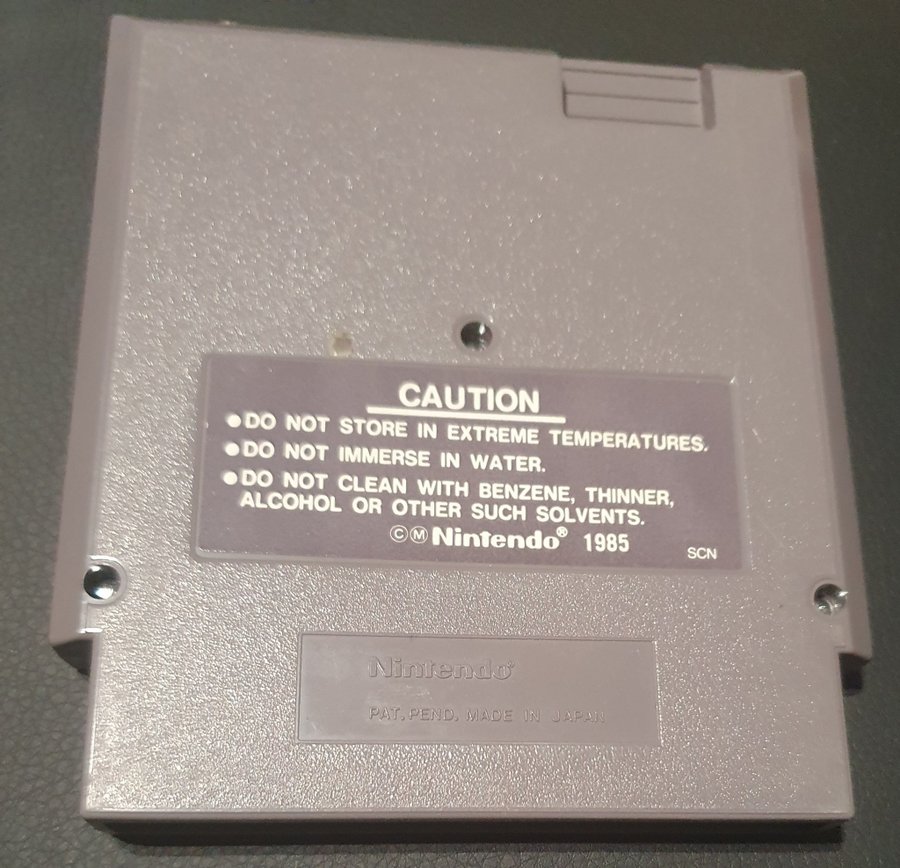 CAUTION
●DO NOT STORE IN EXTREME TEMPERATURES.
●DO NOT IMMERSE IN WATER.
●DO NOT CLEAN WITH BENZENE, THINNER,
ALCOHOL OR OTHER SUCH SOLVENTS.
©Ⓜ Nintendo® 1985
SCN
Nintendo®
PAT. PEND. MADE IN JAPAN